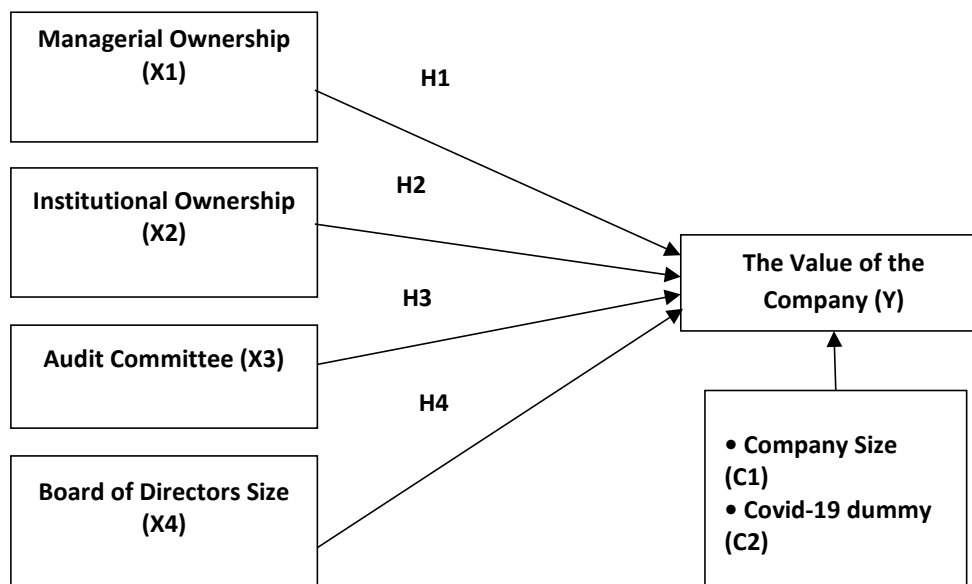 Managerial Ownership
(X1)
H1
Institutional Ownership
(X2)
H2
Audit Committee (X3)
H3
Board of Directors Size
(X4)
H4
The Value of the
Company (Y)
• Company Size
(C1)
• Covid-19 dummy
(C2)